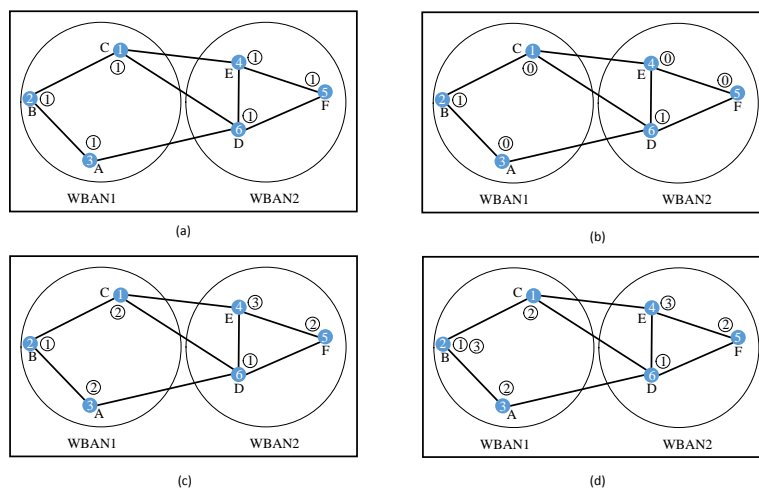 C 1 ① 4 ① E
2 ① B ① 5 F
① 3 A 6 ① D
WBAN1 WBAN2
(a)
C 1 ⓪ 4 ⓪ E
2 ① B ⓪ 5 F
⓪ 3 A 6 ① D
WBAN1 WBAN2
(b)
C 1 ② 4 ③ E
2 ① B ② 5 F
② 3 A 6 ① D
WBAN1 WBAN2
(c)
C 1 ② 4 ③ E
2 ① ③ B ② 5 F
② 3 A 6 ① D
WBAN1 WBAN2
(d)